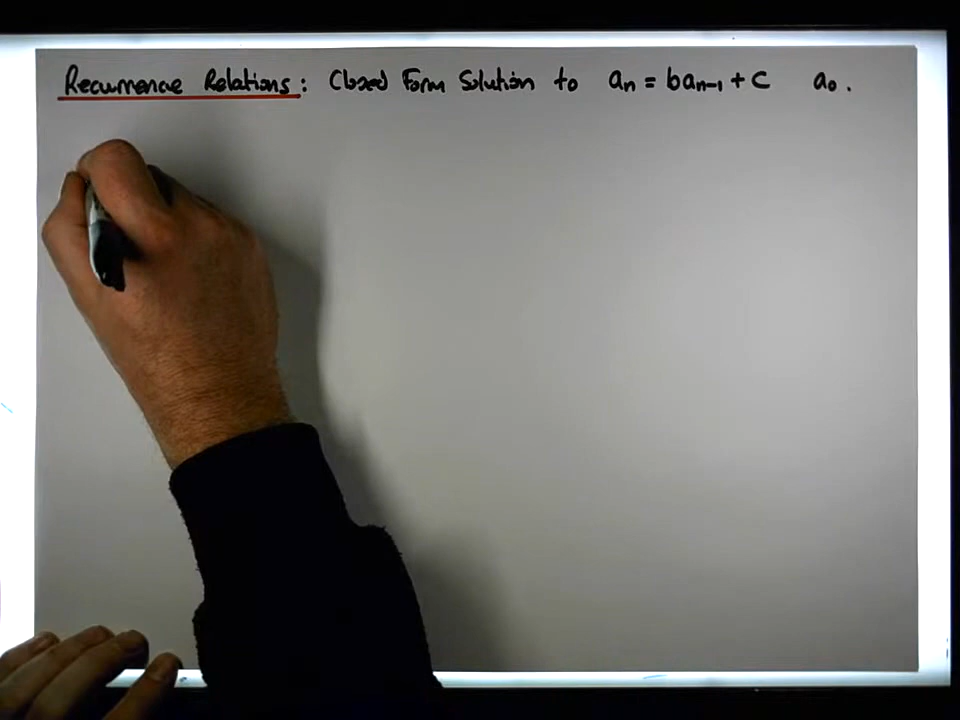 Recurrence Relations: Closed Form Solution to aₙ = baₙ₋₁ + c a₀.